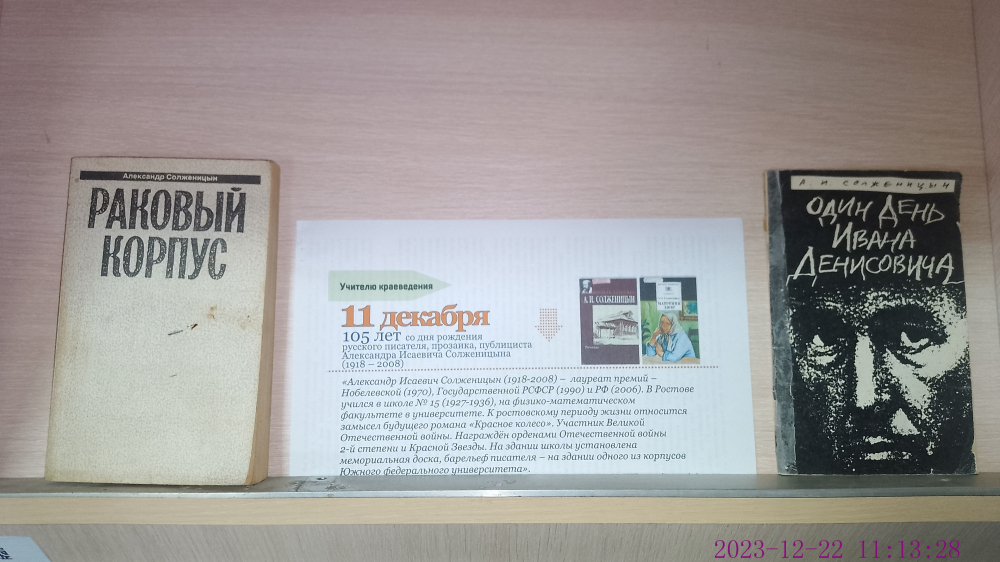 Александр Солженицын
РАКОВЫЙ
КОРПУС
Учителю краеведения
11 декабря
105 лет со дня рождения
русского писателя, прозаика, публициста
Александра Исаевича Солженицына
(1918 – 2008)
А. И. СОЛЖЕНИЦЫН
«Александр Исаевич Солженицын (1918-2008) – лауреат премий –
Нобелевской (1970), Государственной РСФСР (1990) и РФ (2006). В Ростове
учился в школе № 15 (1927-1936), на физико-математическом
факультете в университете. К ростовскому периоду жизни относится
замысел будущего романа «Красное колесо». Участник Великой
Отечественной войны. Награждён орденами Отечественной войны
2-й степени и Красной Звезды. На здании школы установлена
мемориальная доска, барельеф писателя – на здании одного из корпусов
Южного федерального университета».
А И СОЛЖЕНИЦЫН
ОДИН ДЕНЬ
ИВАНА
ДЕНИСОВИЧА
2023-12-22 11:13:28